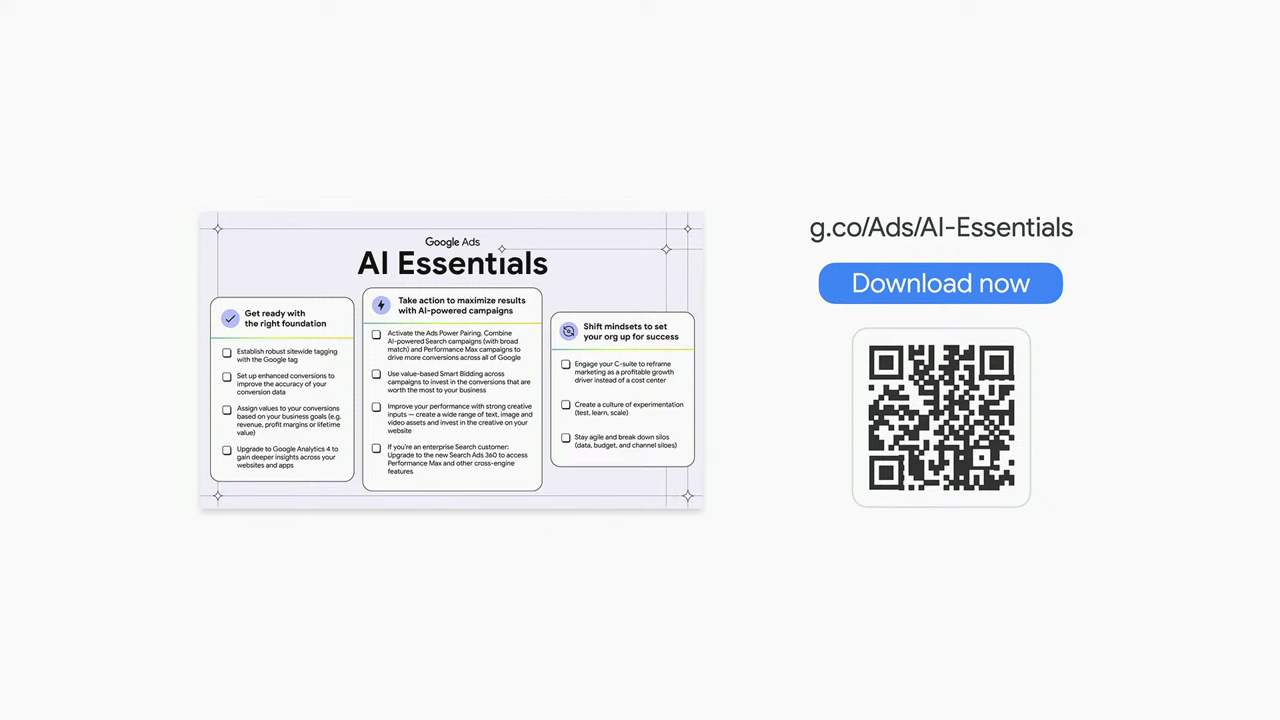 Google Ads
AI Essentials
Get ready with
the right foundation
Establish robust sitewide tagging
with the Google tag
Set up enhanced conversions to
improve the accuracy of your
conversion data
Assign values to your conversions
based on your business goals (e.g.
revenue, profit margins or lifetime
value)
Upgrade to Google Analytics 4 to
gain deeper insights across your
websites and apps
Take action to maximize results
with AI-powered campaigns
Activate the Ads Power Pairing. Combine
AI-powered Search campaigns (with broad
match) and Performance Max campaigns to
drive more conversions across all of Google
Use value-based Smart Bidding across
campaigns to invest in the conversions that are
worth the most to your business
Improve your performance with strong creative
inputs — create a wide range of text, image and
video assets and invest in the creative on your
website
If you're an enterprise Search customer:
Upgrade to the new Search Ads 360 to access
Performance Max and other cross-engine
features
Shift mindsets to set
your org up for success
Engage your C-suite to reframe
marketing as a profitable growth
driver instead of a cost center
Create a culture of experimentation
(test, learn, scale)
Stay agile and break down silos
(data, budget, and channel siloes)
g.co/Ads/AI-Essentials
Download now